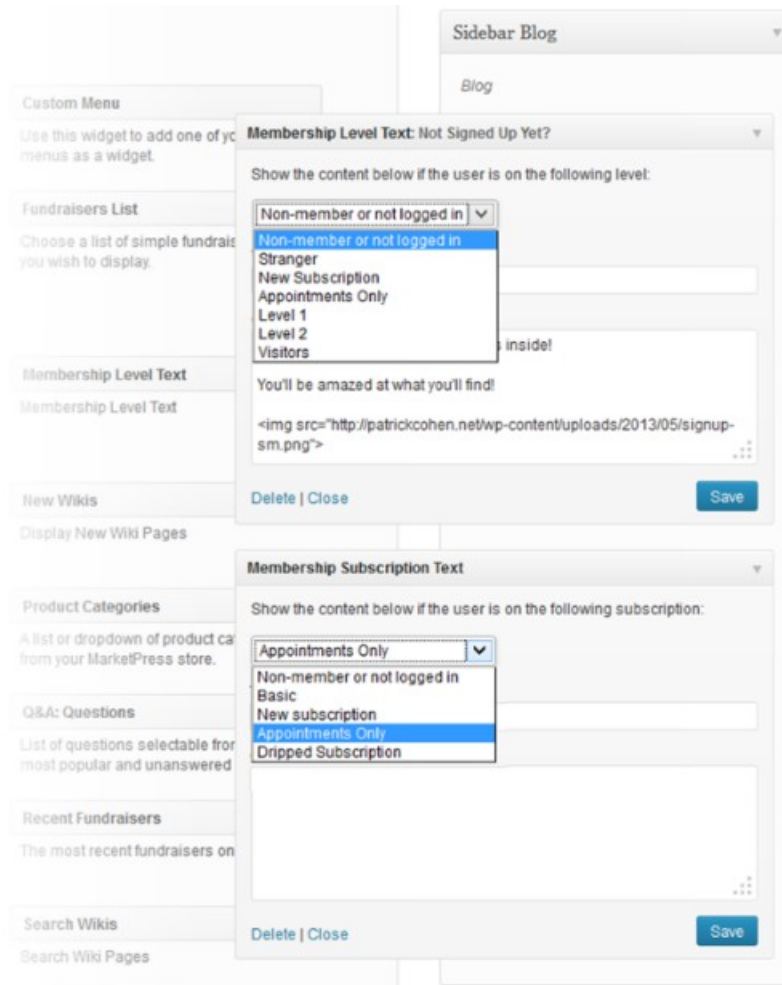 Sidebar Blog
Blog
Custom Menu
Use this widget to add one of yo
menus as a widget.
Fundraisers List
Choose a list of simple fundrais
you wish to display.
Membership Level Text
Membership Level Text
New Wikis
Display New Wiki Pages
Product Categories
A list or dropdown of product ca
from your MarketPress store.
Q&A: Questions
List of questions selectable from
most popular and unanswered
Recent Fundraisers
The most recent fundraisers on
Search Wikis
Search Wiki Pages
Membership Level Text: Not Signed Up Yet?
Show the content below if the user is on the following level:
Non-member or not logged in
Non-member or not logged in
Stranger
New Subscription
Appointments Only
Level 1
Level 2
Visitors
inside!
You'll be amazed at what you'll find!
<img src="http://patrickcohen.net/wp-content/uploads/2013/05/signup-
sm.png">
Delete | Close
Save
Membership Subscription Text
Show the content below if the user is on the following subscription:
Appointments Only
Non-member or not logged in
Basic
New subscription
Appointments Only
Dripped Subscription
Delete | Close
Save